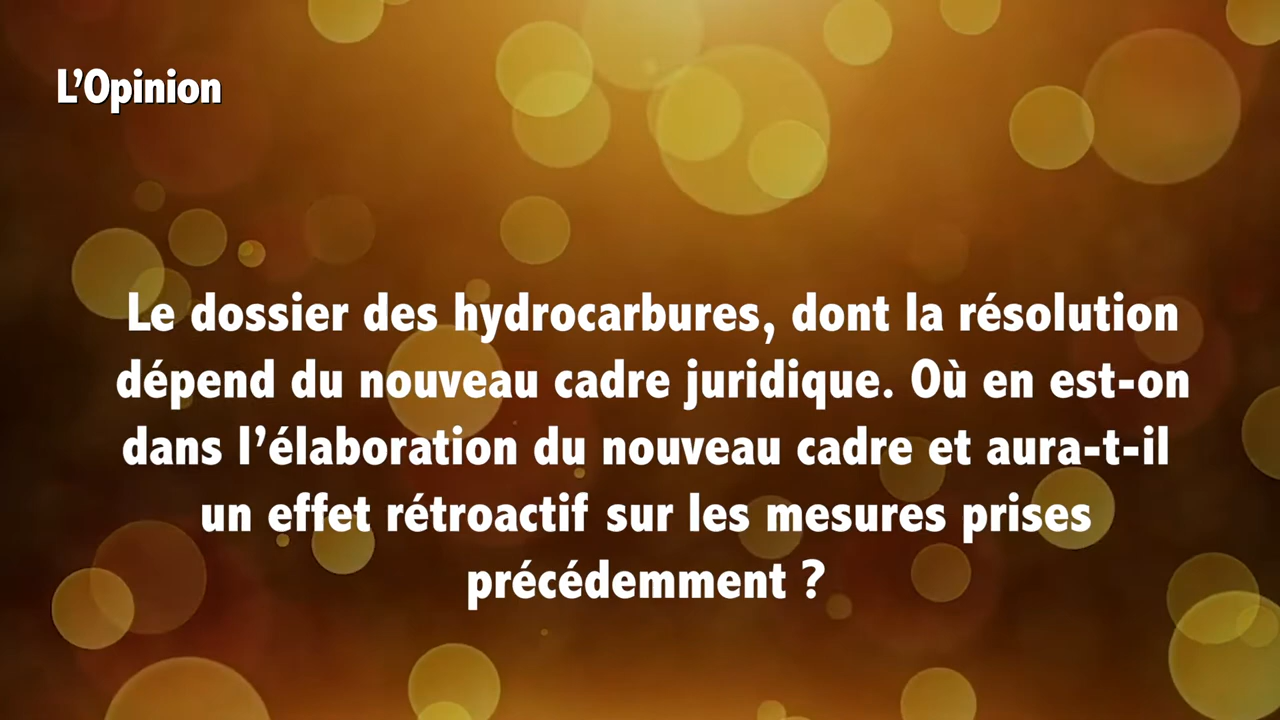 L’Opinion
Le dossier des hydrocarbures, dont la résolution
dépend du nouveau cadre juridique. Où en est-on
dans l’élaboration du nouveau cadre et aura-t-il
un effet rétroactif sur les mesures prises
précédemment ?